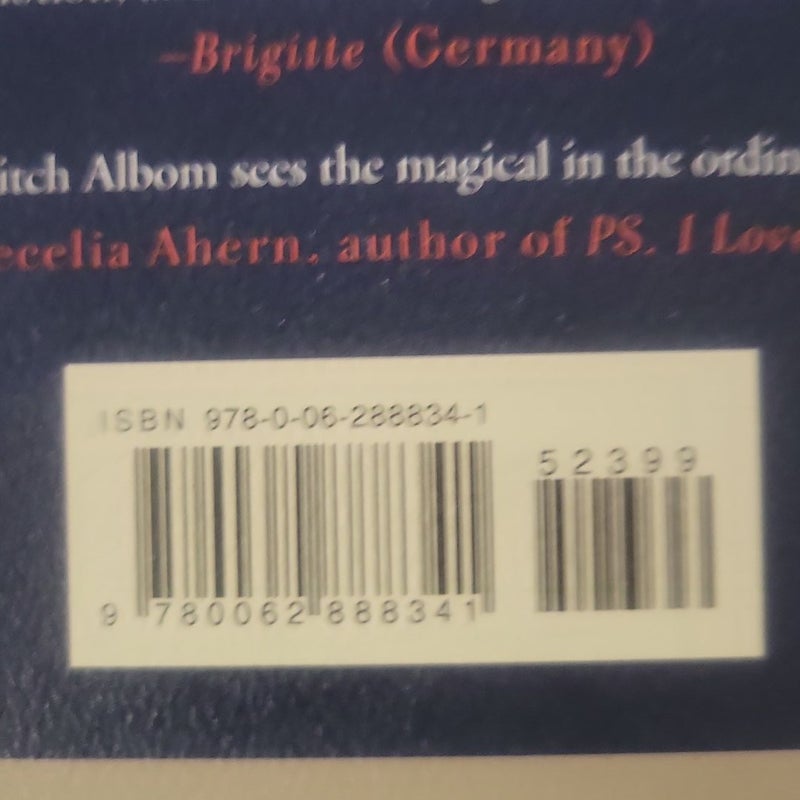 –Brigitte (Germany)
itch Albom sees the magical in the ordin
ecelia Ahern, author of PS, I Love
ISBN 978-0-06-288834-1
52399
9 780062 888341